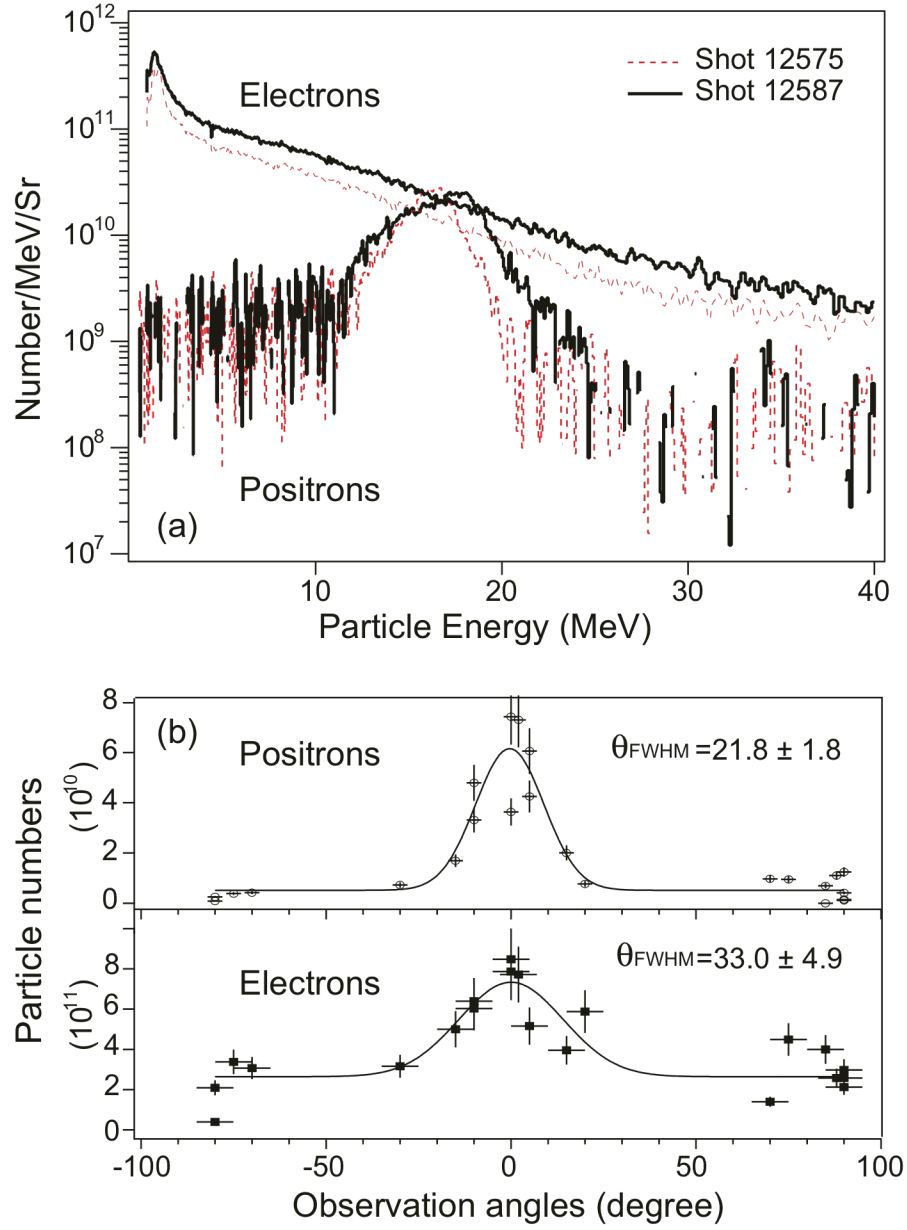 10¹²
10¹¹
10¹⁰
10⁹
10⁸
10⁷
Number/MeV/Sr
Electrons
Shot 12575
Shot 12587
Positrons
(a)
10 20 30 40
Particle Energy (MeV)
8
6
4
2
0
(b)
Positrons
θFWHM =21.8 ± 1.8
Particle numbers
(10¹⁰)
8
6
4
2
0
Electrons
θFWHM =33.0 ± 4.9
(10¹¹)
-100 -50 0 50 100
Observation angles (degree)